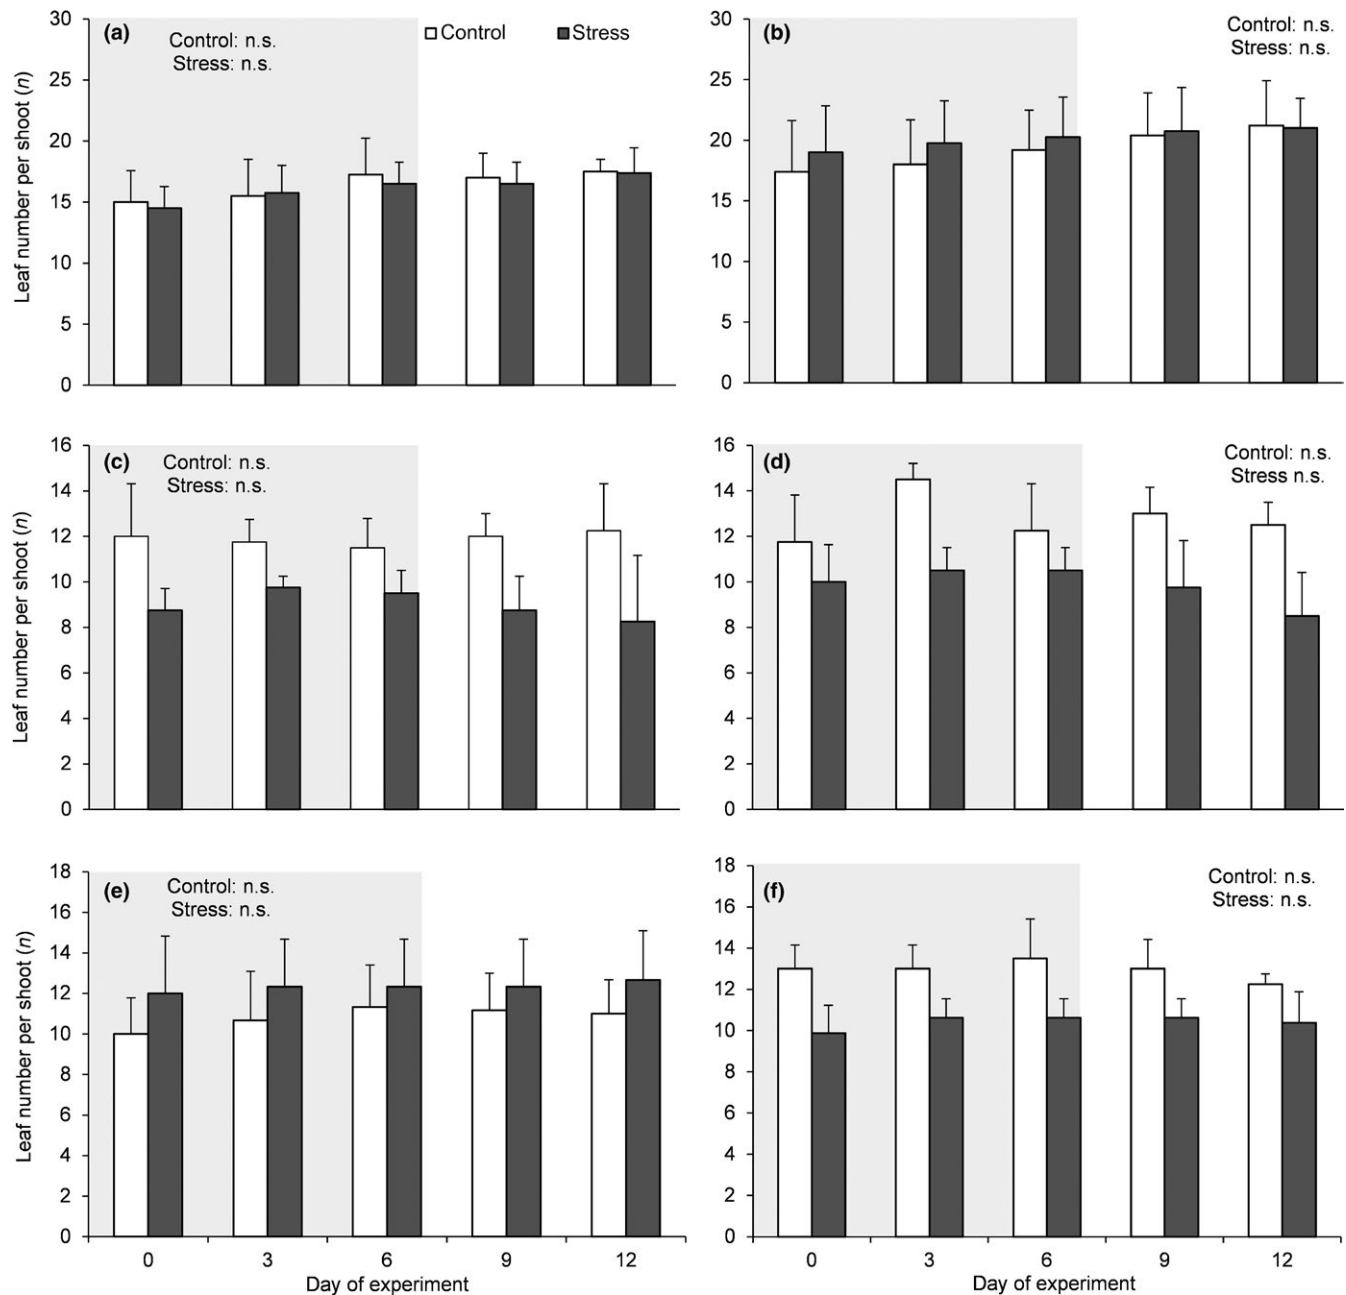 (a)
Control: n.s.
Stress: n.s.
Control
Stress
Leaf number per shoot (n)
30
25
20
15
10
5
0
(b)
Control: n.s.
Stress: n.s.
30
25
20
15
10
5
0
(c)
Control: n.s.
Stress: n.s.
Leaf number per shoot (n)
16
14
12
10
8
6
4
2
0
(d)
Control: n.s.
Stress n.s.
16
14
12
10
8
6
4
2
0
(e)
Control: n.s.
Stress: n.s.
Leaf number per shoot (n)
18
16
14
12
10
8
6
4
2
0
0 3 6 9 12
Day of experiment
(f)
Control: n.s.
Stress: n.s.
18
16
14
12
10
8
6
4
2
0
0 3 6 9 12
Day of experiment